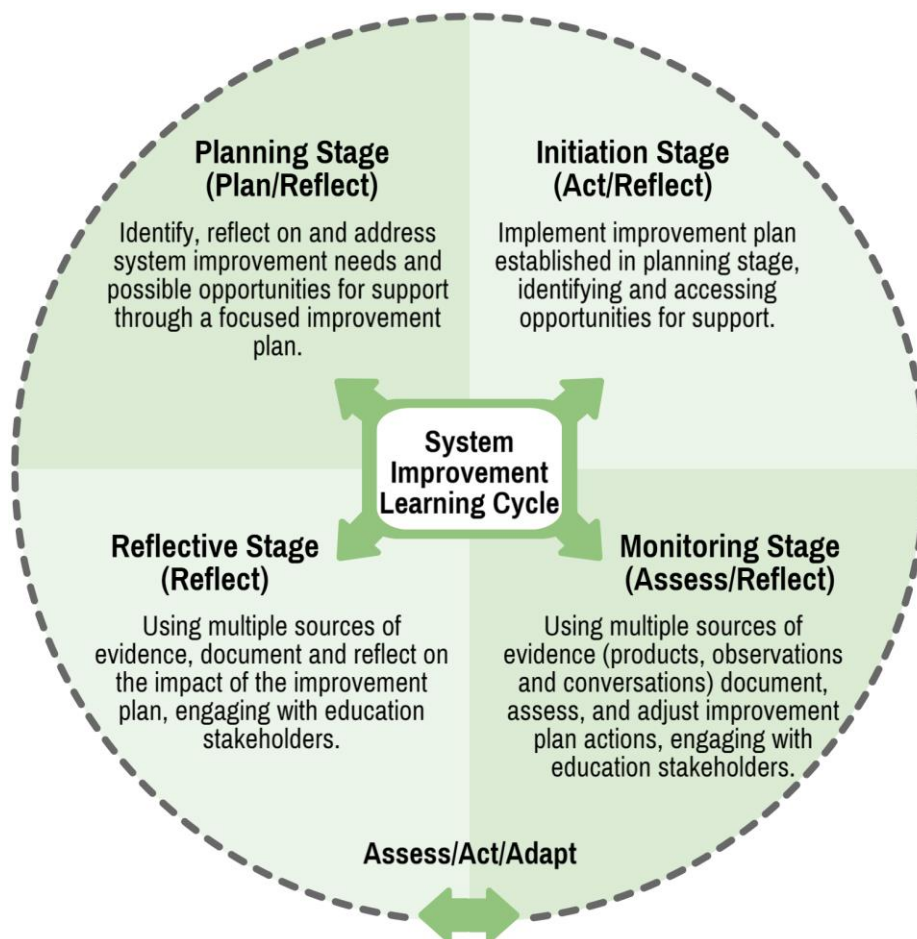 Planning Stage
(Plan/Reflect)
Identify, reflect on and address
system improvement needs and
possible opportunities for support
through a focused improvement
plan.
Initiation Stage
(Act/Reflect)
Implement improvement plan
established in planning stage,
identifying and accessing
opportunities for support.
System
Improvement
Learning Cycle
Reflective Stage
(Reflect)
Using multiple sources of
evidence, document and reflect on
the impact of the improvement
plan, engaging with education
stakeholders.
Monitoring Stage
(Assess/Reflect)
Using multiple sources of
evidence (products, observations
and conversations) document,
assess, and adjust improvement
plan actions, engaging with
education stakeholders.
Assess/Act/Adapt